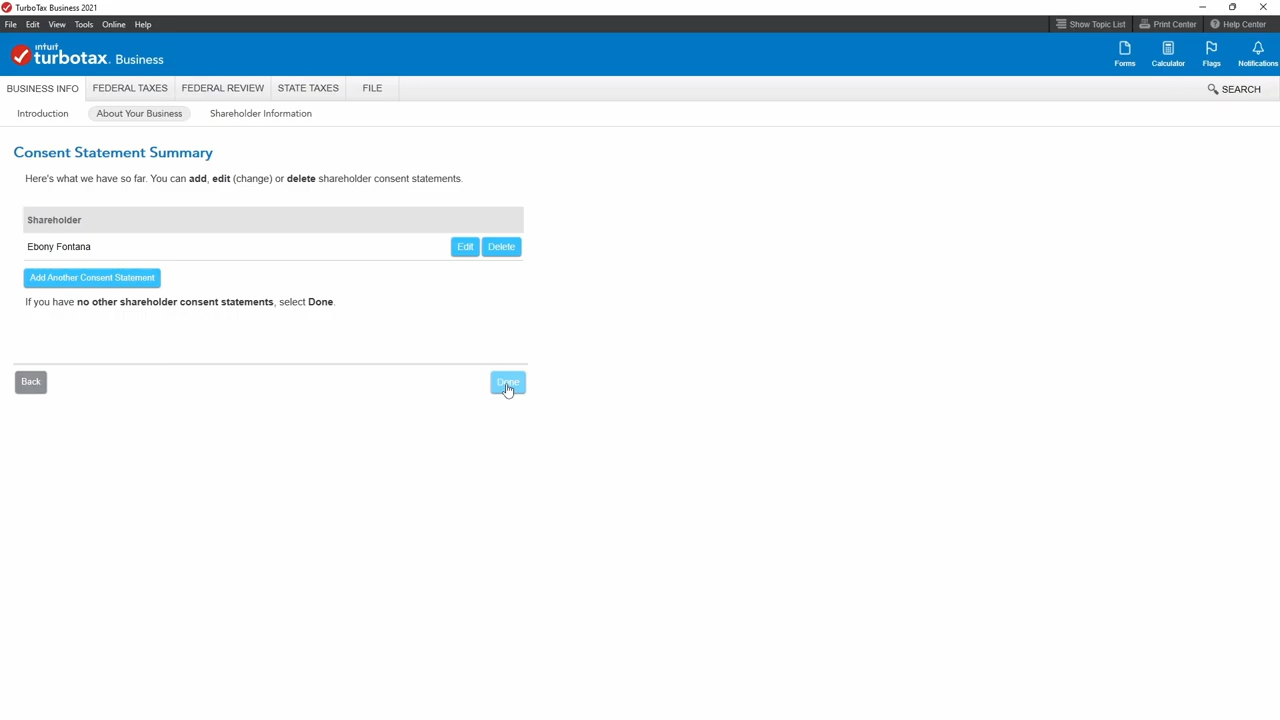 TurboTax Business 2021
File Edit View Tools Online Help
Show Topic List Print Center Help Center
intuit turbotax. Business
Forms Calculator Flags Notifications
BUSINESS INFO FEDERAL TAXES FEDERAL REVIEW STATE TAXES FILE SEARCH
Introduction About Your Business Shareholder Information
Consent Statement Summary
Here's what we have so far. You can add, edit (change) or delete shareholder consent statements.
Shareholder
Ebony Fontana Edit Delete
Add Another Consent Statement
If you have no other shareholder consent statements, select Done.
Back Done